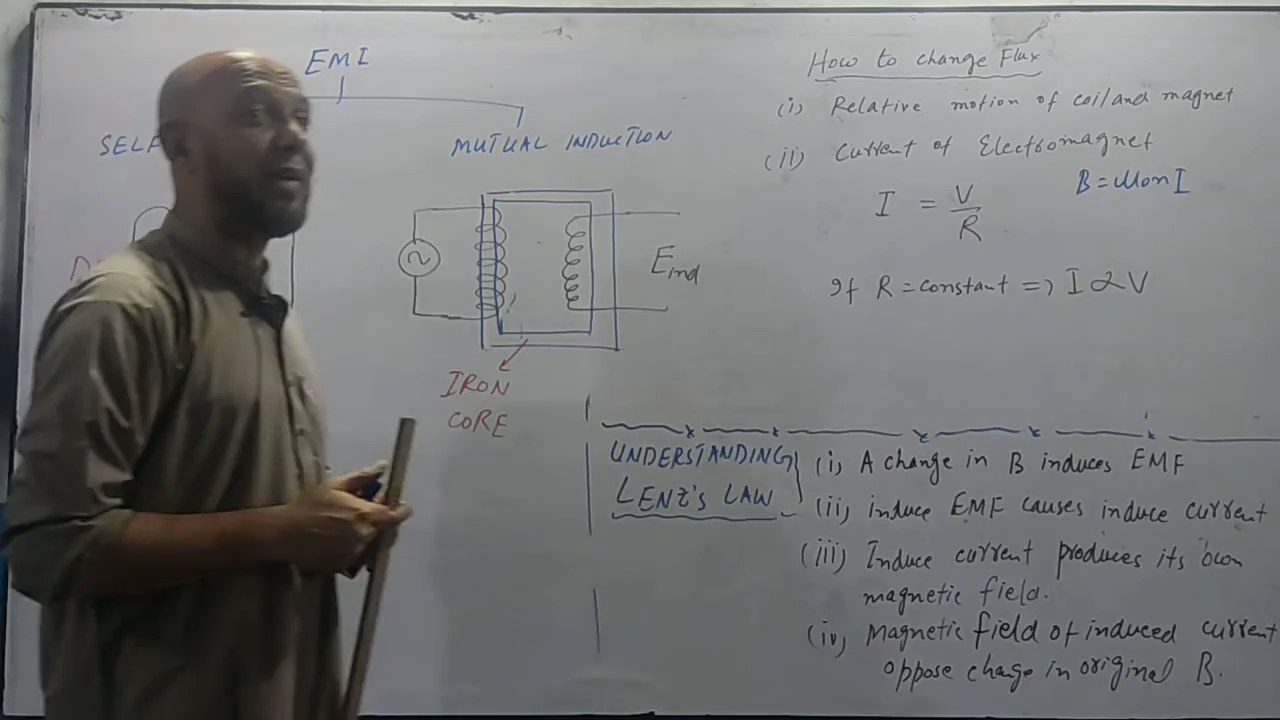 EMI
SELF
MUTUAL INDUCTION
E ind
IRON
CORE
How to change Flux
(i) Relative motion of coil and magnet
(ii) Current of Electromagnet
B = μon I
I = V/R
If R = constant => I ∝ V
UNDERSTANDING
LENZ's LAW
(i) A change in B induces EMF
(ii) induce EMF causes induce current
(iii) Induce current produces its own
magnetic field.
(iv) Magnetic field of induced current
oppose change in original B.